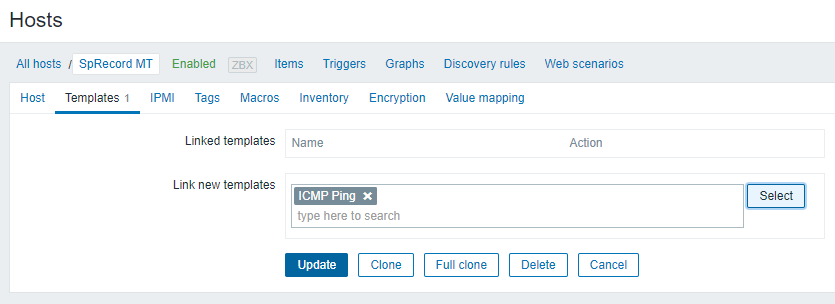 Hosts
All hosts / SpRecord MT Enabled ZBX Items Triggers Graphs Discovery rules Web scenarios
Host Templates 1 IPMI Tags Macros Inventory Encryption Value mapping
Linked templates Name Action
Link new templates ICMP Ping Select
type here to search
Update Clone Full clone Delete Cancel